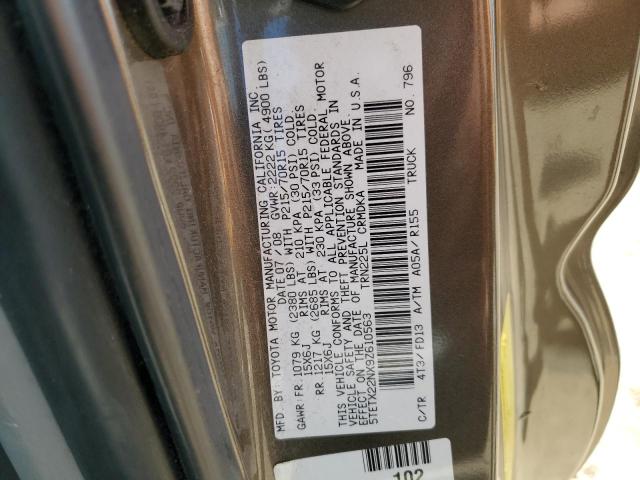 MFD. BY: TOYOTA MOTOR MANUFACTURING CALIFORNIA, INC.
DATE 07 / 08 GVWR: 2222 KG( 4900 LBS)
GAWR: FR. 1079 KG (2380 LBS) WITH P215/70R15 TIRES
15X6J RIMS AT 210 KPA (30 PSI) COLD.
RR. 1217 KG (2685 LBS) WITH P215/70R15 TIRES
15X6J RIMS AT 230 KPA (33 PSI) COLD.
THIS VEHICLE CONFORMS TO ALL APPLICABLE FEDERAL MOTOR
VEHICLE SAFETY AND THEFT PREVENTION STANDARDS IN
EFFECT ON THE DATE OF MANUFACTURE SHOWN ABOVE.
5TETX22NX9Z610563 TRN225L CRMDKA MADE IN U.S.A.
C/TR 4T3/FD13 A/TM A05A/R155 TRUCK NO. 796
102